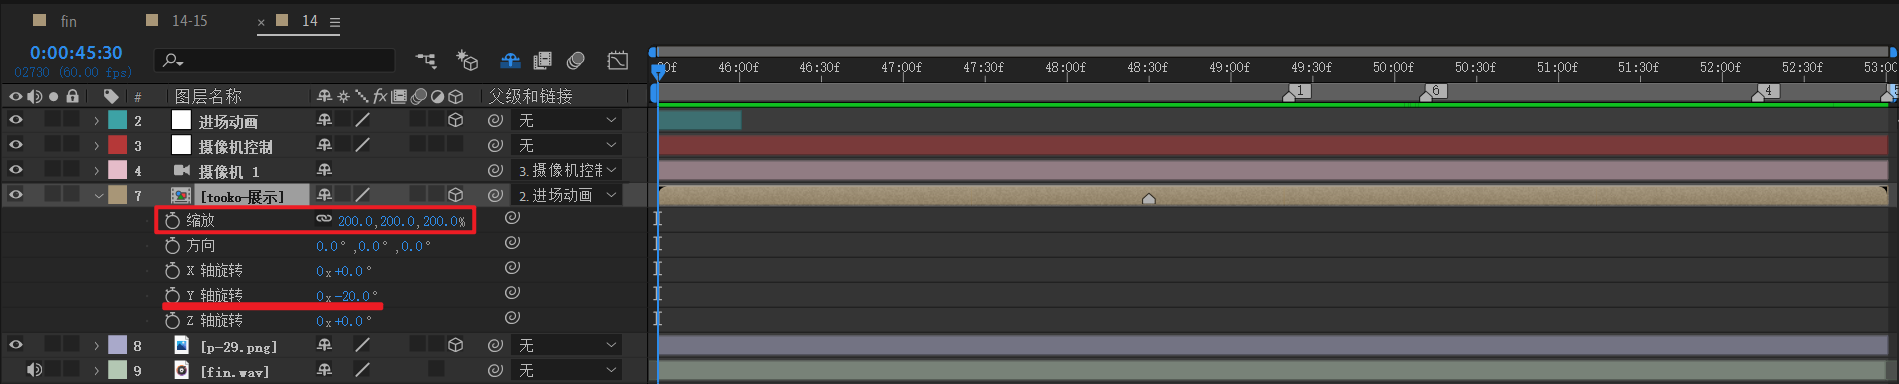 fin 14-15 × 14
0:00:45:30
02730 (60.00 fps)
00f 46:00f 46:30f 47:00f 47:30f 48:00f 48:30f 49:00f 49:30f 50:00f 50:30f 51:00f 51:30f 52:00f 52:30f 53:00
# 图层名称 fx 父级和链接 1 6 4 5
2 进场动画 无
3 摄像机控制 无
4 摄像机 1 3.摄像机控制
7 [tooko-展示] 2.进场动画
缩放 200.0,200.0,200.0%
方向 0.0°,0.0°,0.0°
X 轴旋转 0x+0.0°
Y 轴旋转 0x-20.0°
Z 轴旋转 0x+0.0°
8 [p-29.png] 无
9 [fin.wav] 无